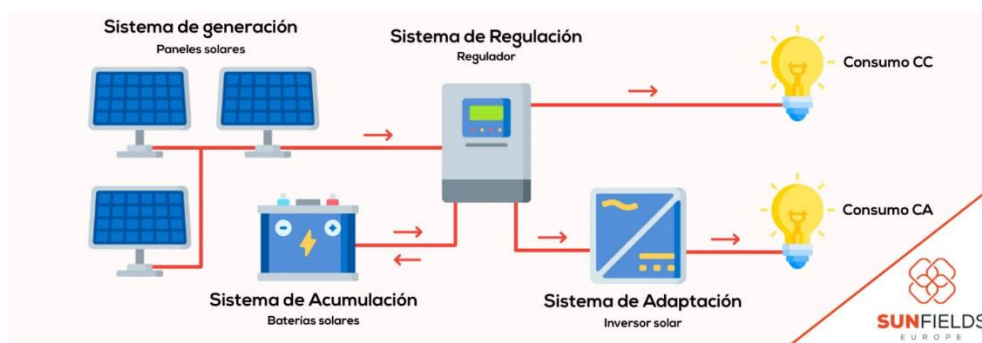 Sistema de generación
Paneles solares
Sistema de Regulación
Regulador
Consumo CC
Consumo CA
Sistema de Acumulación
Baterías solares
Sistema de Adaptación
Inversor solar
SUNFIELDS
EUROPE